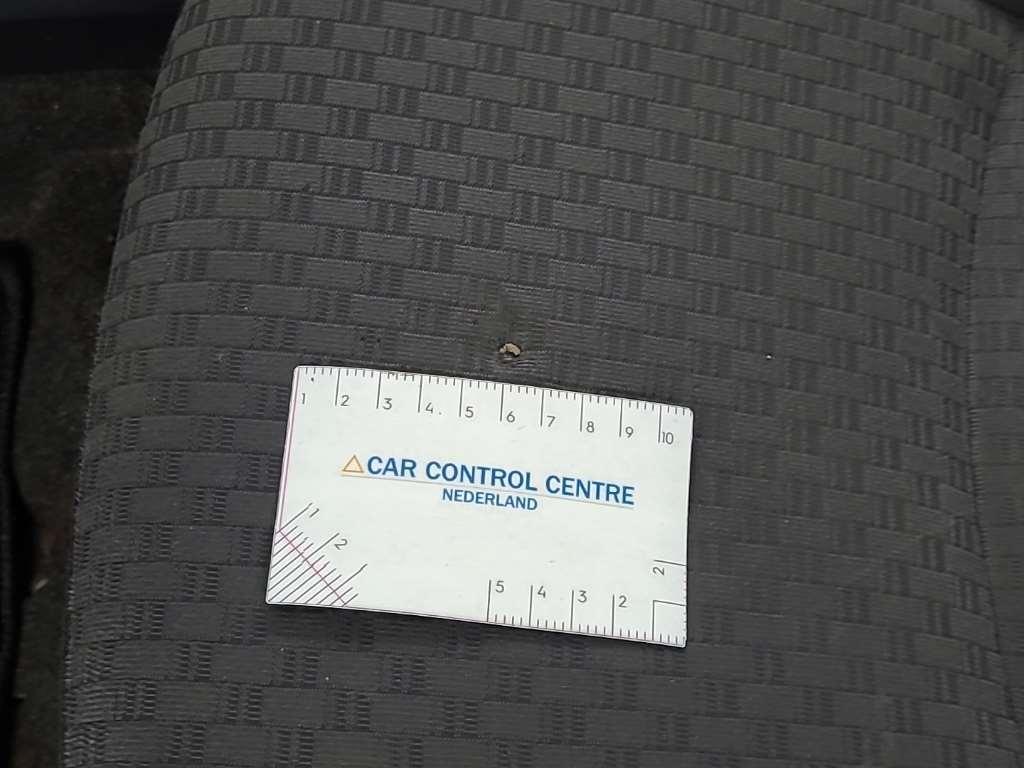 1 2 3 4 5 6 7 8 9 10
CAR CONTROL CENTRE
NEDERLAND
1
2
2
5 4 3 2